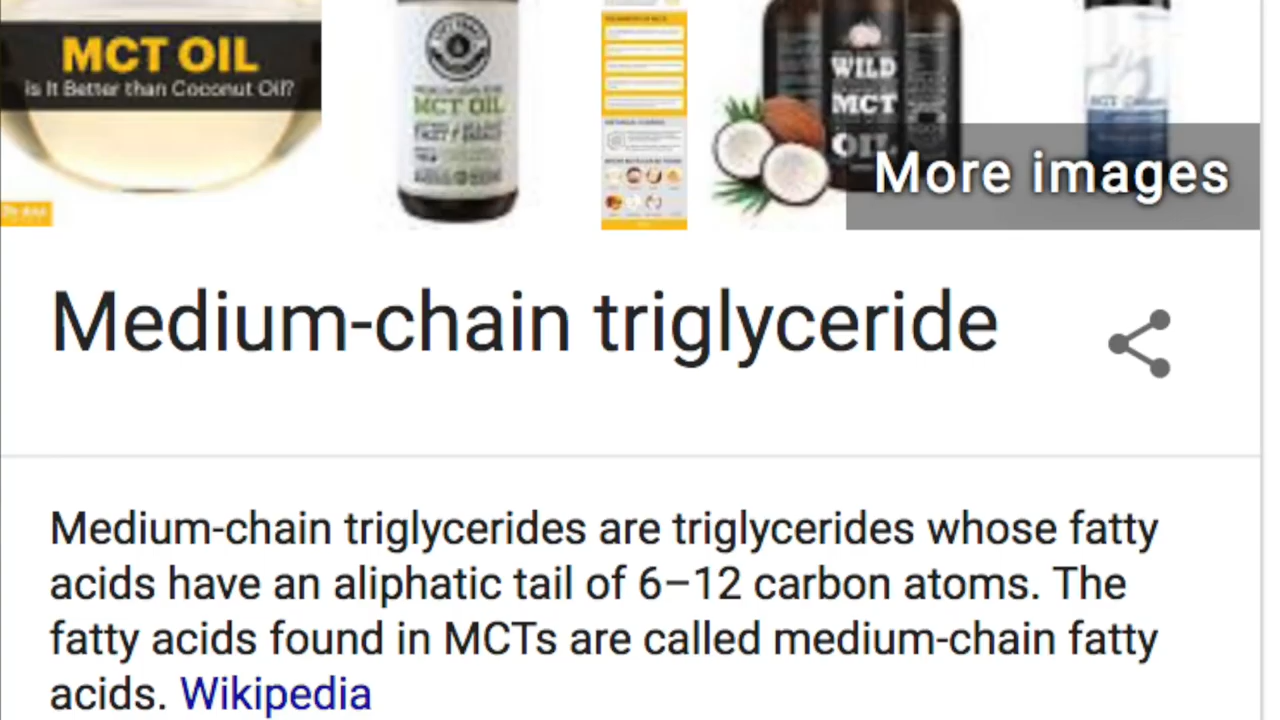 MCT OIL
Is It Better than Coconut Oil?
MCT OIL
WILD
MCT
OIL
More images
Medium-chain triglyceride
Medium-chain triglycerides are triglycerides whose fatty
acids have an aliphatic tail of 6–12 carbon atoms. The
fatty acids found in MCTs are called medium-chain fatty
acids. Wikipedia